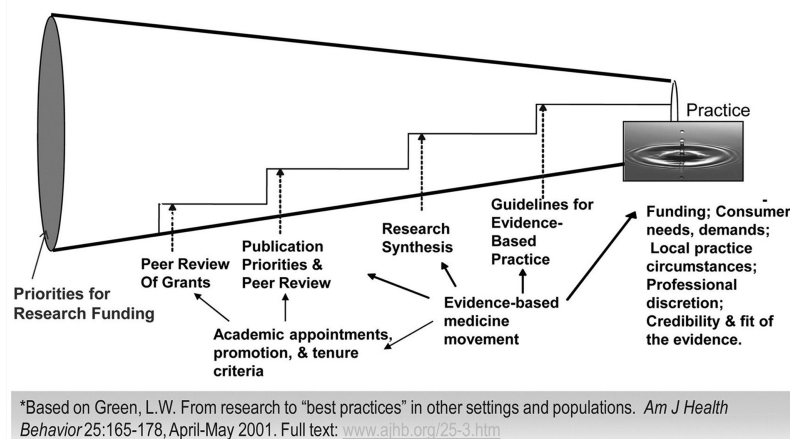 Practice
Priorities for
Research Funding
Peer Review
Of Grants
Publication
Priorities &
Peer Review
Research
Synthesis
Guidelines for
Evidence-
Based
Practice
Funding; Consumer
needs, demands;
Local practice
circumstances;
Professional
discretion;
Credibility & fit of
the evidence.
Academic appointments,
promotion, & tenure
criteria
Evidence-based
medicine
movement
*Based on Green, L.W. From research to “best practices” in other settings and populations. Am J Health
Behavior 25:165-178, April-May 2001. Full text: www.ajhb.org/25-3.htm